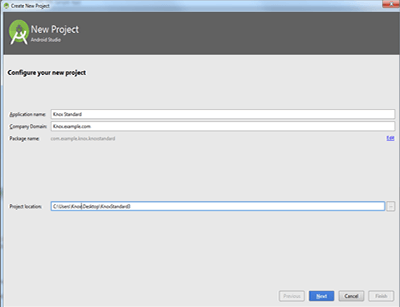 Create New Project
New Project
Android Studio
Configure your new project
Application name: Knox Standard
Company Domain: Knox.example.com
Package name: com.example.knox.knoxstandard Edit
Project location: C:\Users\Knox\Desktop\KnoxStandard3 ...
Previous Next Cancel Finish